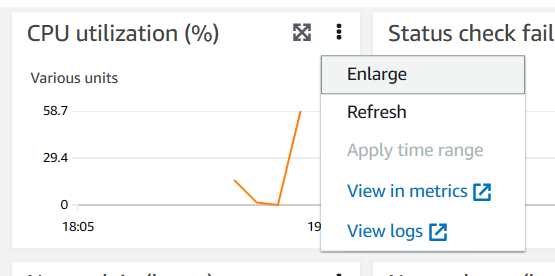 CPU utilization (%)
Status check fail
Various units
58.7
29.4
0
18:05
19
Enlarge
Refresh
Apply time range
View in metrics
View logs